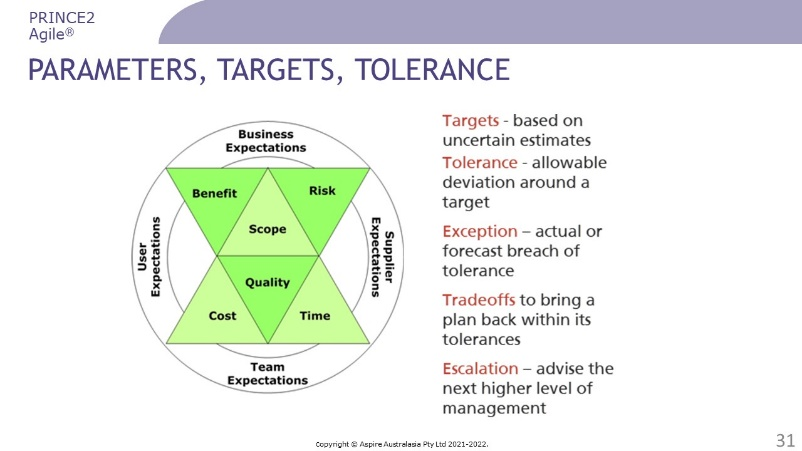 PRINCE2
Agile®
PARAMETERS, TARGETS, TOLERANCE
Business
Expectations
Benefit
Risk
Scope
User
Expectations
Supplier
Expectations
Quality
Cost
Time
Team
Expectations
Targets - based on
uncertain estimates
Tolerance - allowable
deviation around a
target
Exception – actual or
forecast breach of
tolerance
Tradeoffs to bring a
plan back within its
tolerances
Escalation – advise the
next higher level of
management
Copyright © Aspire Australasia Pty Ltd 2021-2022.
31